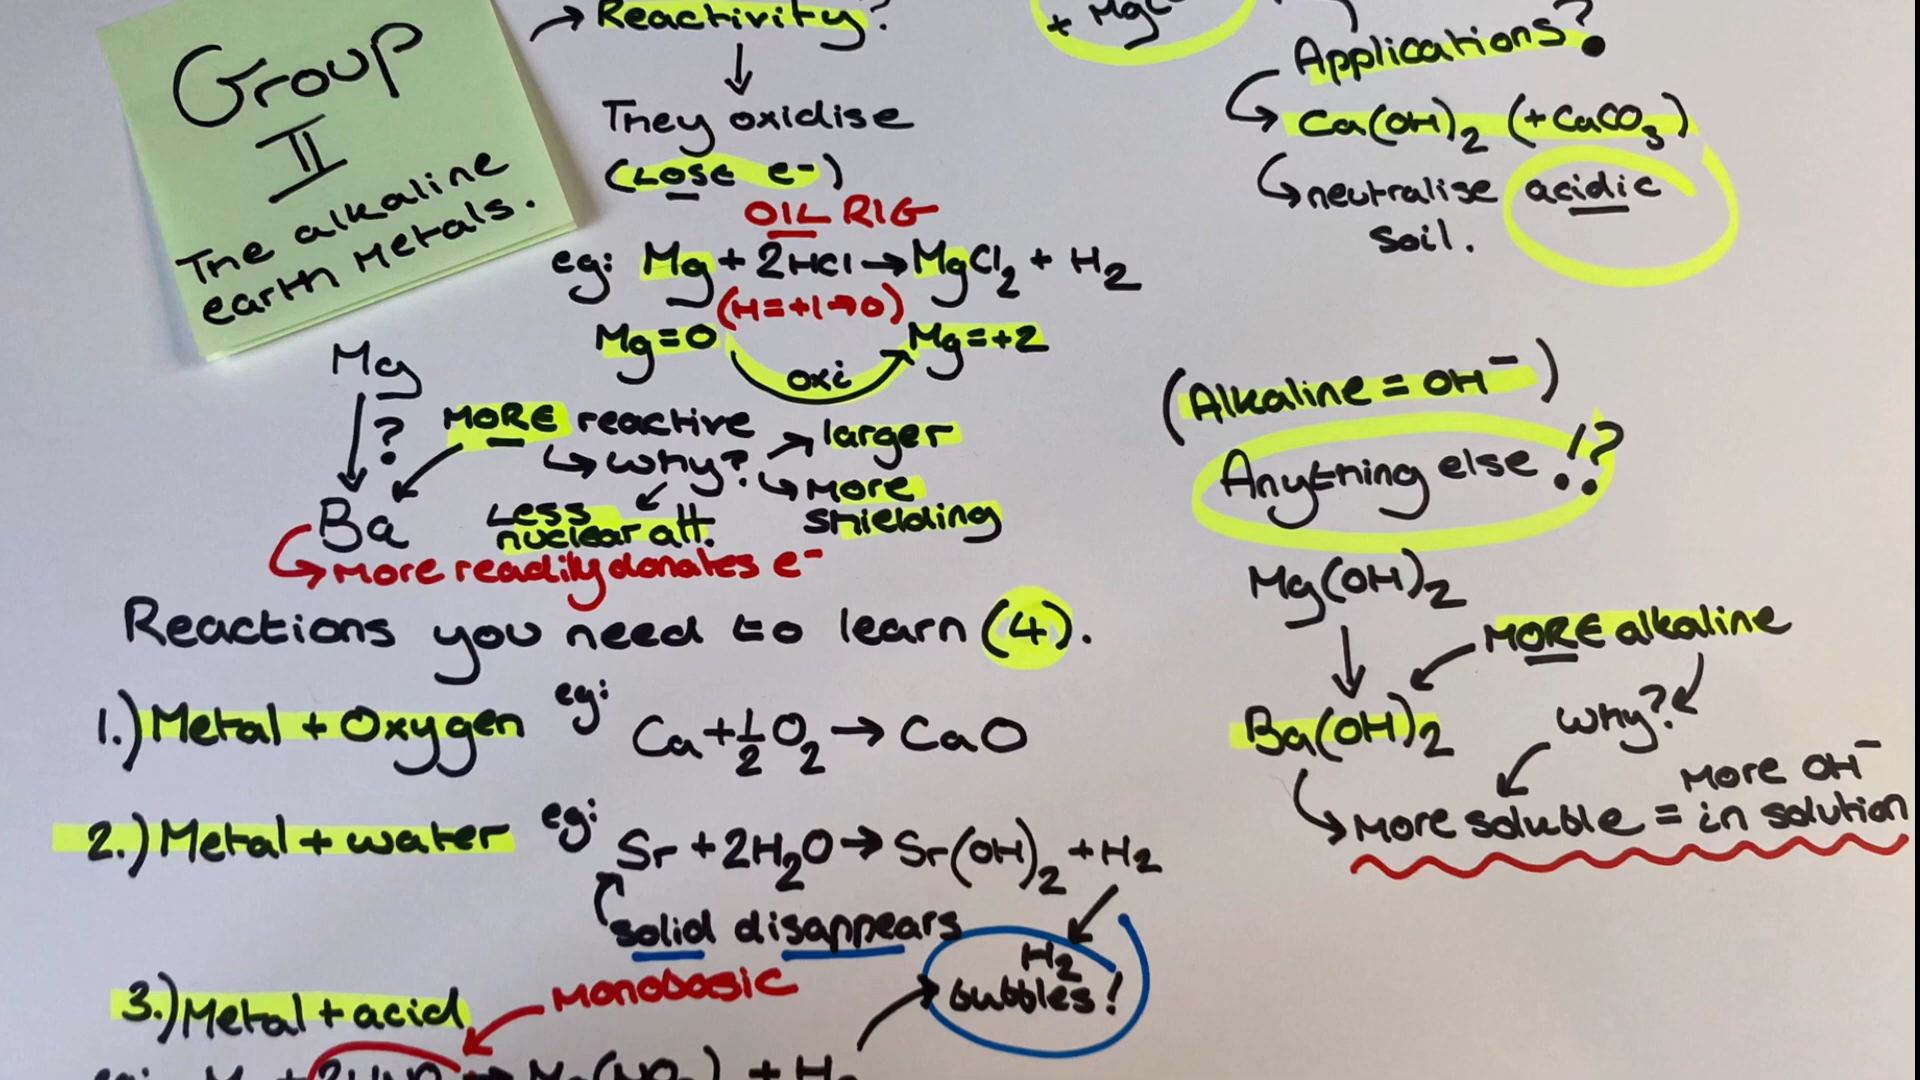 Group
II
The alkaline
earth metals.
→ Reactivity?
↓
They oxidise
(Lose e-)
OIL RIG
eg: Mg + 2HCl → MgCl2 + H2
(H=+1→0)
Mg=0
oxi
Mg=+2
Mg
?
Ba
MORE reactive
why?
larger
More
shielding
Less
nuclear att.
More readily donates e-
Reactions you need to learn (4).
1.) Metal + Oxygen
eg: Ca + 1/2 O2 → CaO
2.) Metal + water
eg: Sr + 2H2O → Sr(OH)2 + H2
solid disappears
H2
bubbles!
3.) Metal + acid
Monobasic
+ Mg
Applications?
Ca(OH)2 (+CaCO3)
neutralise acidic
soil.
(Alkaline = OH−)
Anything else!?
Mg(OH)2
↓
Ba(OH)2
MORE alkaline
why?
More soluble = More OH−
in solution